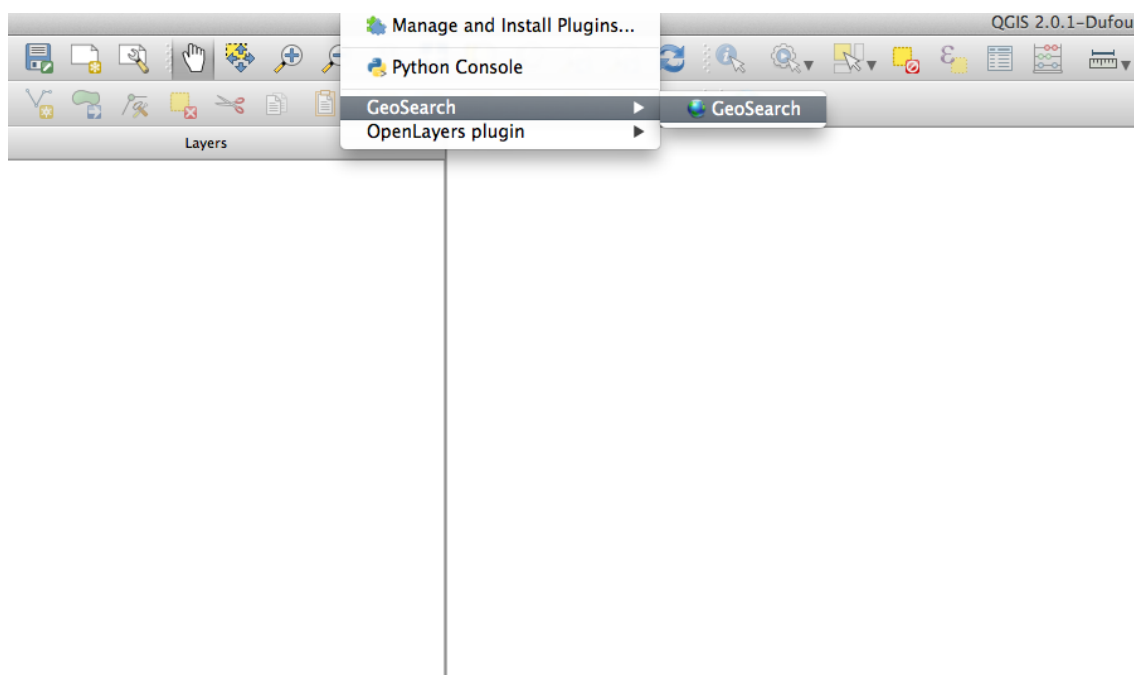 QGIS 2.0.1-Dufou
Manage and Install Plugins...
Python Console
GeoSearch
GeoSearch
OpenLayers plugin
Layers